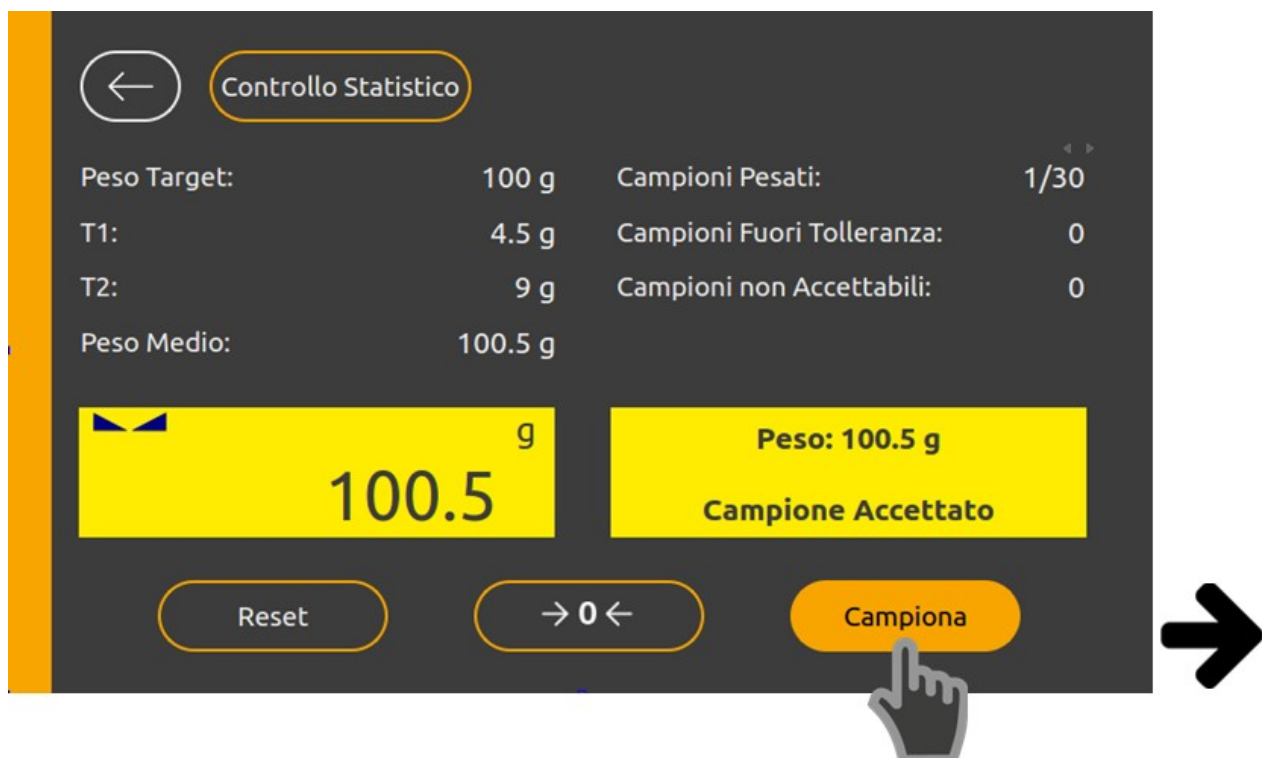 Controllo Statistico
Peso Target: 100 g
T1: 4.5 g
T2: 9 g
Peso Medio: 100.5 g
Campioni Pesati: 1/30
Campioni Fuori Tolleranza: 0
Campioni non Accettabili: 0
g
100.5
Peso: 100.5 g
Campione Accettato
Reset
→0←
Campiona